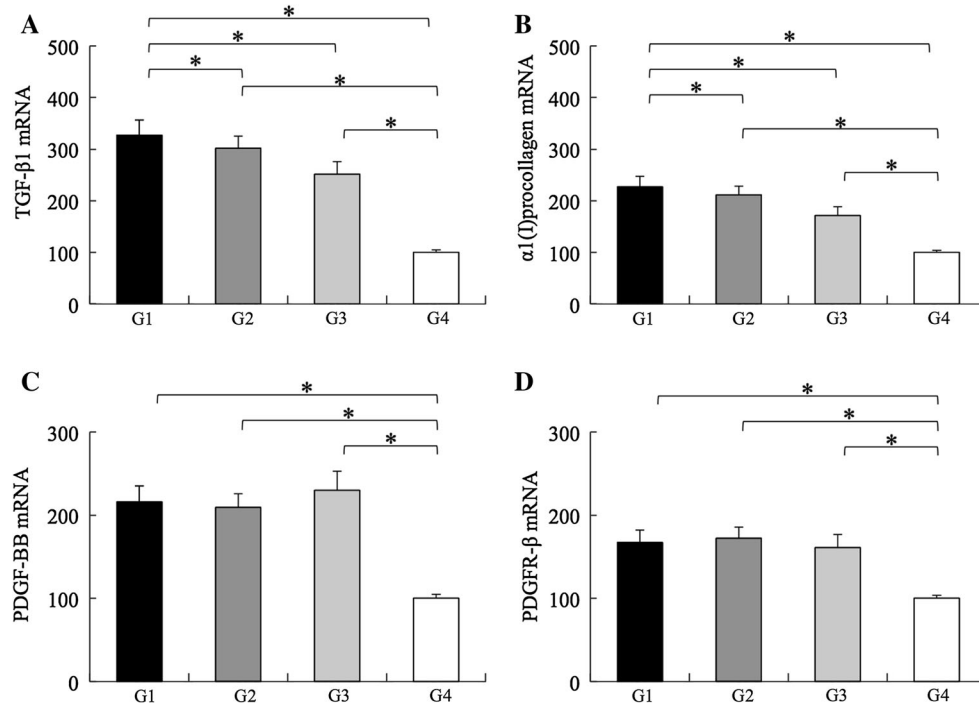 A
TGF-β1 mRNA
500
400
300
200
100
0
* * * * *
G1 G2 G3 G4
B
α1(I)procollagen mRNA
500
400
300
200
100
0
* * * * *
G1 G2 G3 G4
C
PDGF-BB mRNA
300
200
100
0
* * *
G1 G2 G3 G4
D
PDGFR-β mRNA
300
200
100
0
* * *
G1 G2 G3 G4